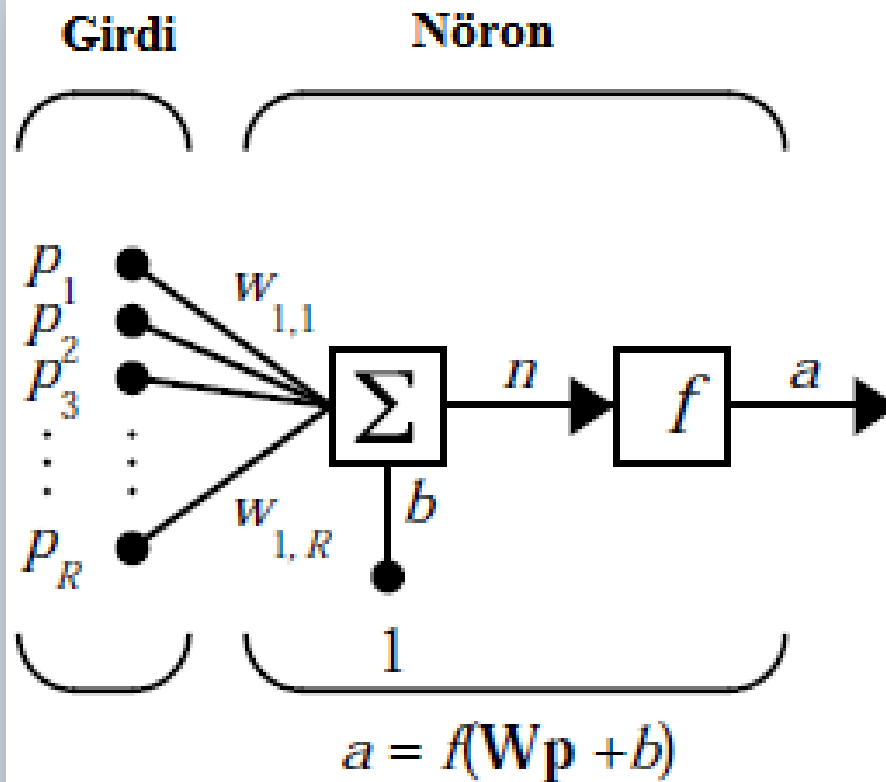 Girdi Nöron
p1
w1,1
p2
p3
Σ n f a
w1,R
b
pR
1
a = f(Wp + b)